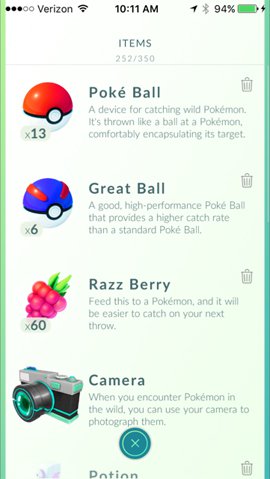 Verizon 10:11 AM 94%
ITEMS
252/350
Poké Ball
A device for catching wild Pokémon.
It's thrown like a ball at a Pokémon,
comfortably encapsulating its target.
x13
Great Ball
A good, high-performance Poké Ball
that provides a higher catch rate
than a standard Poké Ball.
x6
Razz Berry
Feed this to a Pokémon, and it will
be easier to catch on your next
throw.
x60
Camera
When you encounter Pokémon in
the wild, you can use your camera to
photograph them.
Potion